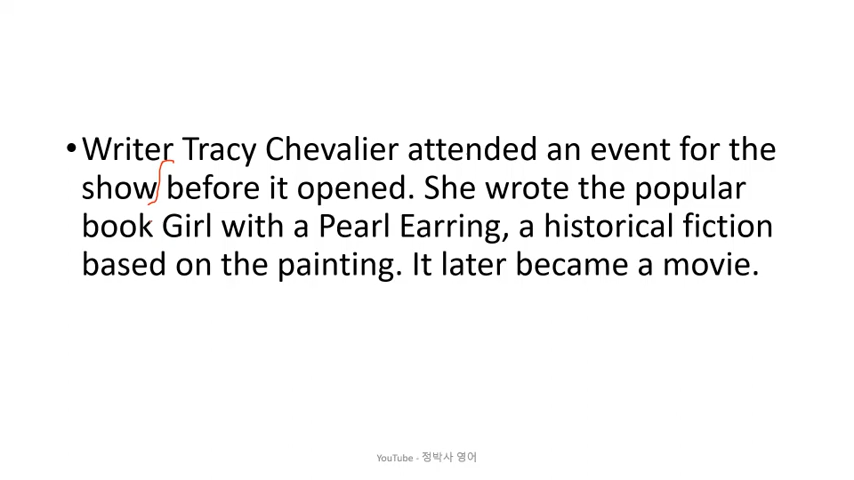 •Writer Tracy Chevalier attended an event for the
show before it opened. She wrote the popular
book Girl with a Pearl Earring, a historical fiction
based on the painting. It later became a movie.
YouTube - 정박사 영어